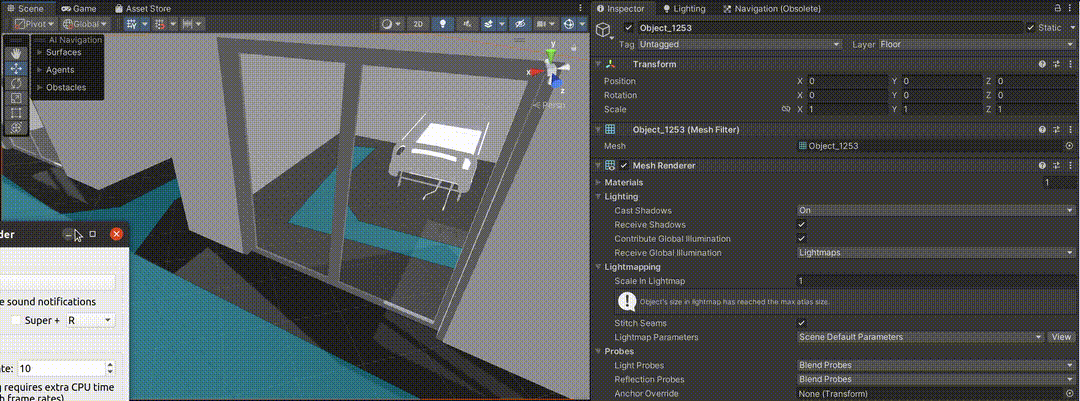 Scene Game Asset Store
Pivot Global 2D
AI Navigation
Surfaces
Agents
Obstacles
y
x
z
Persp
der
e sound notifications
Super + R
ate: 10
g requires extra CPU time
h frame rates)
Inspector Lighting Navigation (Obsolete)
Object_1253 Static
Tag Untagged Layer Floor
Transform
Position X 0 Y 0 Z 0
Rotation X 0 Y 0 Z 0
Scale X 1 Y 1 Z 1
Object_1253 (Mesh Filter)
Mesh Object_1253
Mesh Renderer
Materials 1
Lighting
Cast Shadows On
Receive Shadows
Contribute Global Illumination
Receive Global Illumination Lightmaps
Lightmapping
Scale In Lightmap 1
Object's size in lightmap has reached the max atlas size.
Stitch Seams
Lightmap Parameters Scene Default Parameters View
Probes
Light Probes Blend Probes
Reflection Probes Blend Probes
Anchor Override None (Transform)